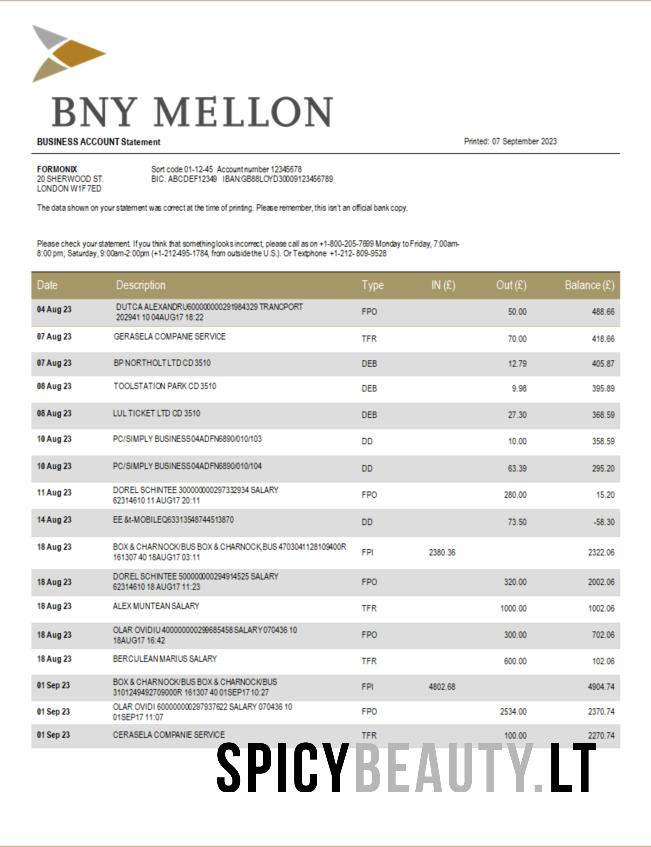 BNY MELLON
BUSINESS ACCOUNT Statement Printed: 07 September 2023
FORMONIX Sort code 01-12-45 Account number 12345678
20 SHERWOOD ST. BIC: ABCDEF12349 IBAN:GB88LOYD30009123456789
LONDON W1F 7ED
The data shown on your statement was correct at the time of printing. Please remember, this isn't an official bank copy.
Please check your statement. If you think that something looks incorrect, please call as on +1-800-205-7699 Monday to Friday, 7:00am-
8:00 pm; Saturday, 9:00am-2:00pm (+1-212-495-1784, from outside the U.S.). Or Textphone +1-212- 809-9528
Date Description Type IN (£) Out (£) Balance (£)
04 Aug 23 DUTCA ALEXANDRU600000000291984329 TRANCPORT FPO 50.00 488.66
202941 10 04AUG17 18:22
07 Aug 23 GERASELA COMPANIE SERVICE TFR 70.00 418.66
07 Aug 23 BP NORTHOLT LTD CD 3510 DEB 12.79 405.87
08 Aug 23 TOOLSTATION PARK CD 3510 DEB 9.98 395.89
08 Aug 23 LUL TICKET LTD CD 3510 DEB 27.30 368.59
10 Aug 23 PC/SIMPLY BUSINESS04ADFN6890/010/103 DD 10.00 358.59
10 Aug 23 PC/SIMPLY BUSINESS04ADFN6890/010/104 DD 63.39 295.20
11 Aug 23 DOREL SCHINTEE 300000000297332934 SALARY FPO 280.00 15.20
62314610 11 AUG17 20:11
14 Aug 23 EE &t-MOBILEQ63313548744513870 DD 73.50 -58.30
18 Aug 23 BOX & CHARNOCK/BUS BOX & CHARNOCK,BUS 4703041128109400R FPI 2380.36 2322.06
161307 40 18AUG17 03:11
18 Aug 23 DOREL SCHINTEE 500000000294914525 SALARY FPO 320.00 2002.06
62314610 18 AUG17 11:23
18 Aug 23 ALEX MUNTEAN SALARY TFR 1000.00 1002.06
18 Aug 23 OLAR OVIDIU 400000000299685458 SALARY 070436 10 FPO 300.00 702.06
18AUG17 16:42
18 Aug 23 BERCULEAN MARIUS SALARY TFR 600.00 102.06
01 Sep 23 BOX & CHARNOCK/BUS BOX & CHARNOCK/BUS FPI 4802.68 4904.74
3101249492709000R 161307 40 01SEP17 10:27
01 Sep 23 OLAR OVIDI 600000000297937622 SALARY 070436 10 FPO 2534.00 2370.74
01SEP17 11:07
01 Sep 23 CERASELA COMPANIE SERVICE TFR 100.00 2270.74
SPICYBEAUTY.LT